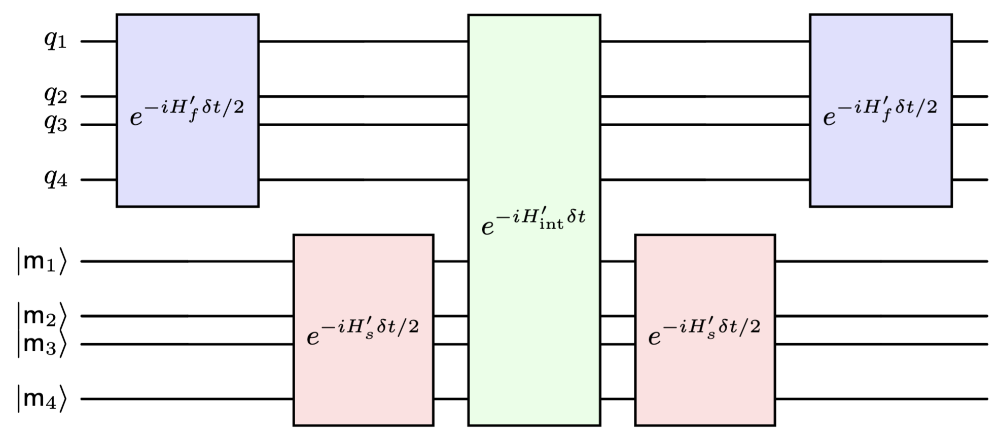 q₁
q₂
q₃
q₄
|m₁⟩
|m₂⟩
|m₃⟩
|m₄⟩
e^{-iH'_f δt/2}
e^{-iH'_s δt/2}
e^{-iH'_int δt}
e^{-iH'_s δt/2}
e^{-iH'_f δt/2}